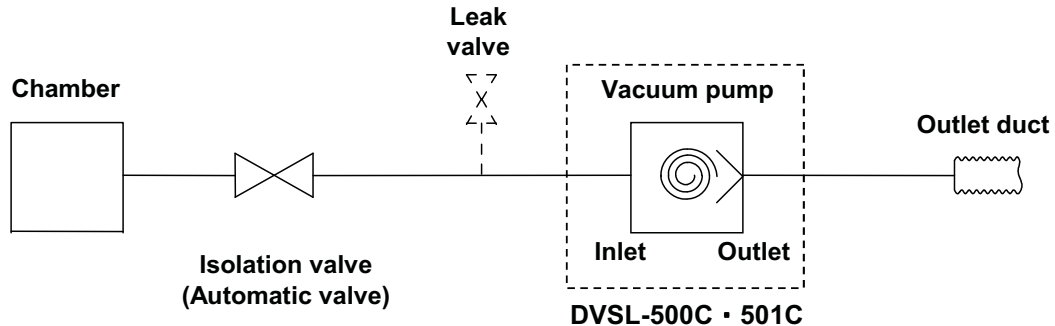 Leak
valve
Chamber
Vacuum pump
Outlet duct
Inlet
Outlet
Isolation valve
(Automatic valve)
DVSL-500C・501C